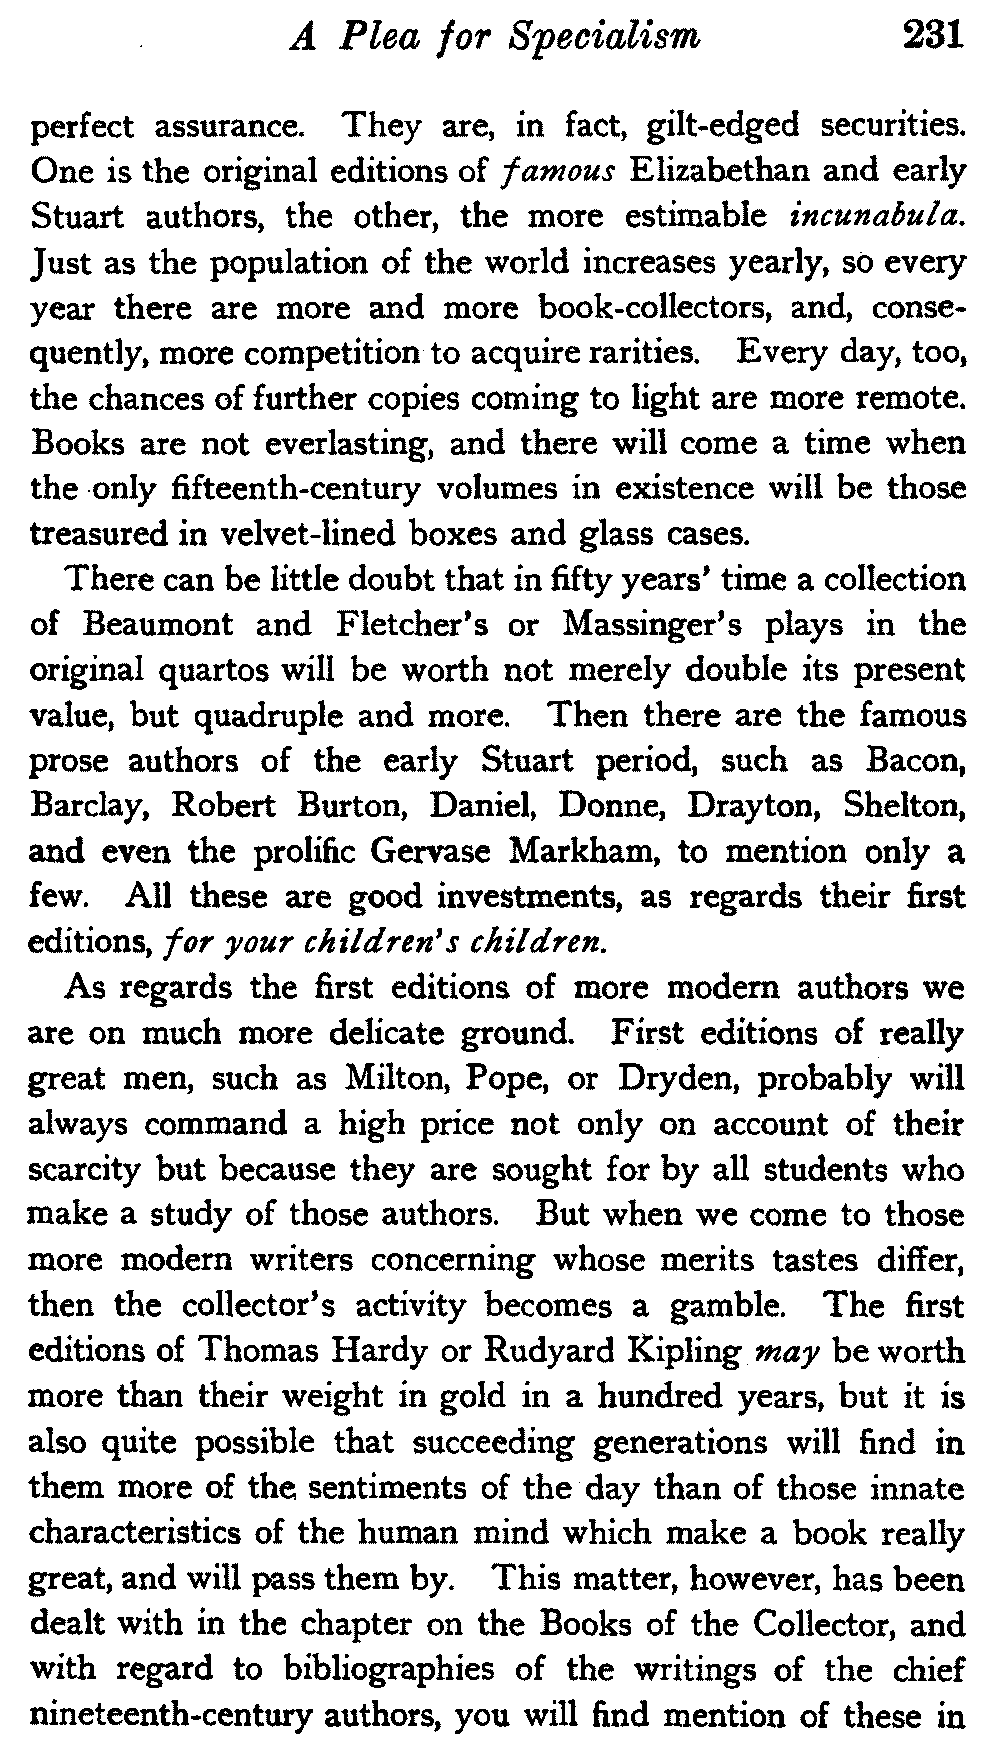 A Plea for Specialism 231
perfect assurance. They are, in fact, gilt-edged securities.
One is the original editions of famous Elizabethan and early
Stuart authors, the other, the more estimable incunabula.
Just as the population of the world increases yearly, so every
year there are more and more book-collectors, and, conse-
quently, more competition to acquire rarities. Every day, too,
the chances of further copies coming to light are more remote.
Books are not everlasting, and there will come a time when
the only fifteenth-century volumes in existence will be those
treasured in velvet-lined boxes and glass cases.
There can be little doubt that in fifty years' time a collection
of Beaumont and Fletcher's or Massinger's plays in the
original quartos will be worth not merely double its present
value, but quadruple and more. Then there are the famous
prose authors of the early Stuart period, such as Bacon,
Barclay, Robert Burton, Daniel, Donne, Drayton, Shelton,
and even the prolific Gervase Markham, to mention only a
few. All these are good investments, as regards their first
editions, for your children's children.
As regards the first editions of more modern authors we
are on much more delicate ground. First editions of really
great men, such as Milton, Pope, or Dryden, probably will
always command a high price not only on account of their
scarcity but because they are sought for by all students who
make a study of those authors. But when we come to those
more modern writers concerning whose merits tastes differ,
then the collector's activity becomes a gamble. The first
editions of Thomas Hardy or Rudyard Kipling may be worth
more than their weight in gold in a hundred years, but it is
also quite possible that succeeding generations will find in
them more of the sentiments of the day than of those innate
characteristics of the human mind which make a book really
great, and will pass them by. This matter, however, has been
dealt with in the chapter on the Books of the Collector, and
with regard to bibliographies of the writings of the chief
nineteenth-century authors, you will find mention of these in